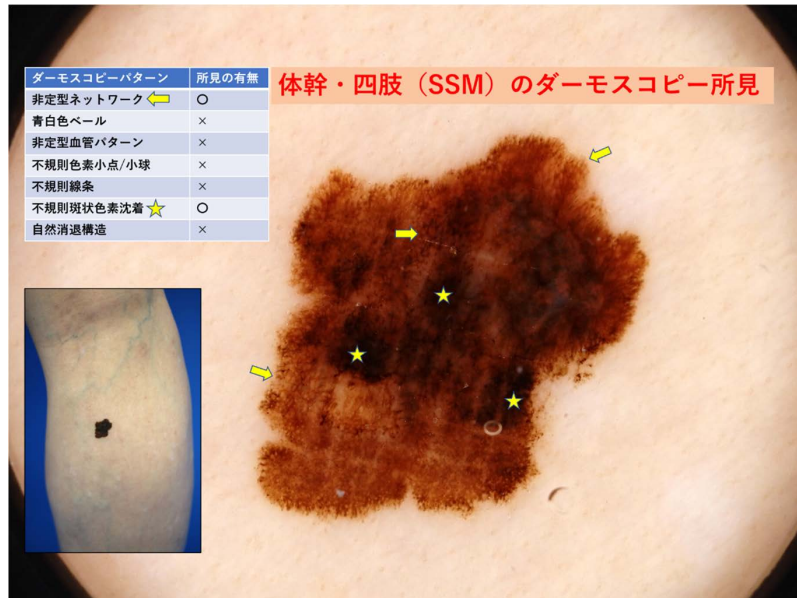 体幹・四肢（SSM）のダーモスコピー所見
ダーモスコピーパターン 所見の有無
非定型ネットワーク ○
青白色ベール ×
非定型血管パターン ×
不規則色素小点/小球 ×
不規則線条 ×
不規則斑状色素沈着 ○
自然消退構造 ×